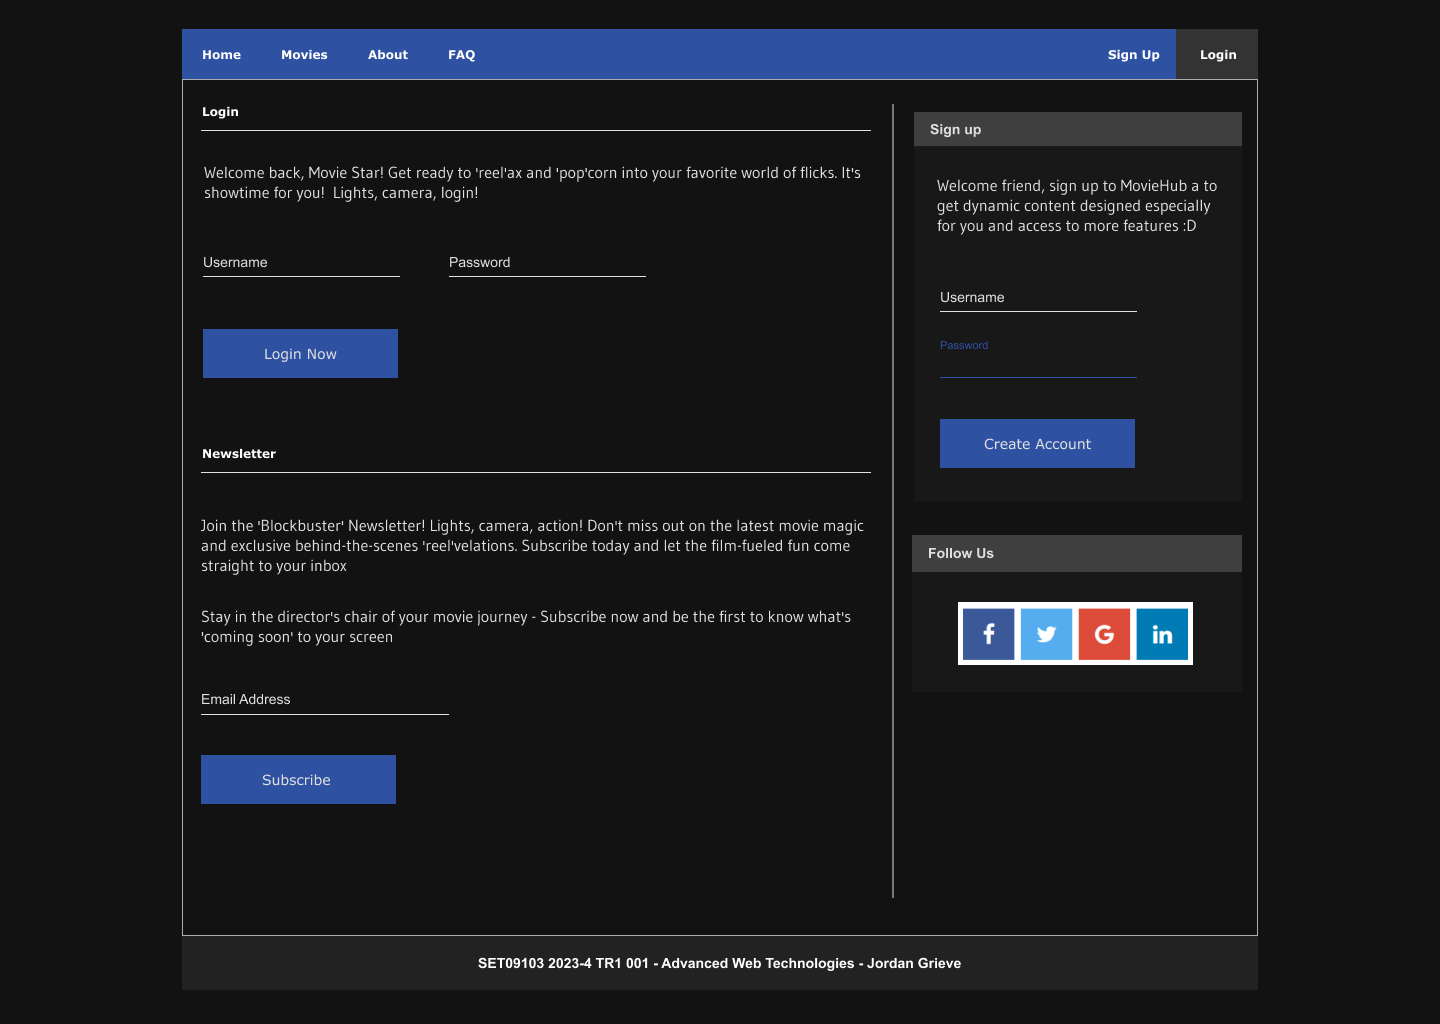 Home Movies About FAQ Sign Up Login
Login
Welcome back, Movie Star! Get ready to 'reel'ax and 'pop'corn into your favorite world of flicks. It's
showtime for you!  Lights, camera, login!
Username Password
Login Now
Newsletter
Join the 'Blockbuster' Newsletter! Lights, camera, action! Don't miss out on the latest movie magic
and exclusive behind-the-scenes 'reel'velations. Subscribe today and let the film-fueled fun come
straight to your inbox
Stay in the director's chair of your movie journey - Subscribe now and be the first to know what's
'coming soon' to your screen
Email Address
Subscribe
Sign up
Welcome friend, sign up to MovieHub a to
get dynamic content designed especially
for you and access to more features :D
Username
Password
Create Account
Follow Us
f G in
SET09103 2023-4 TR1 001 - Advanced Web Technologies - Jordan Grieve